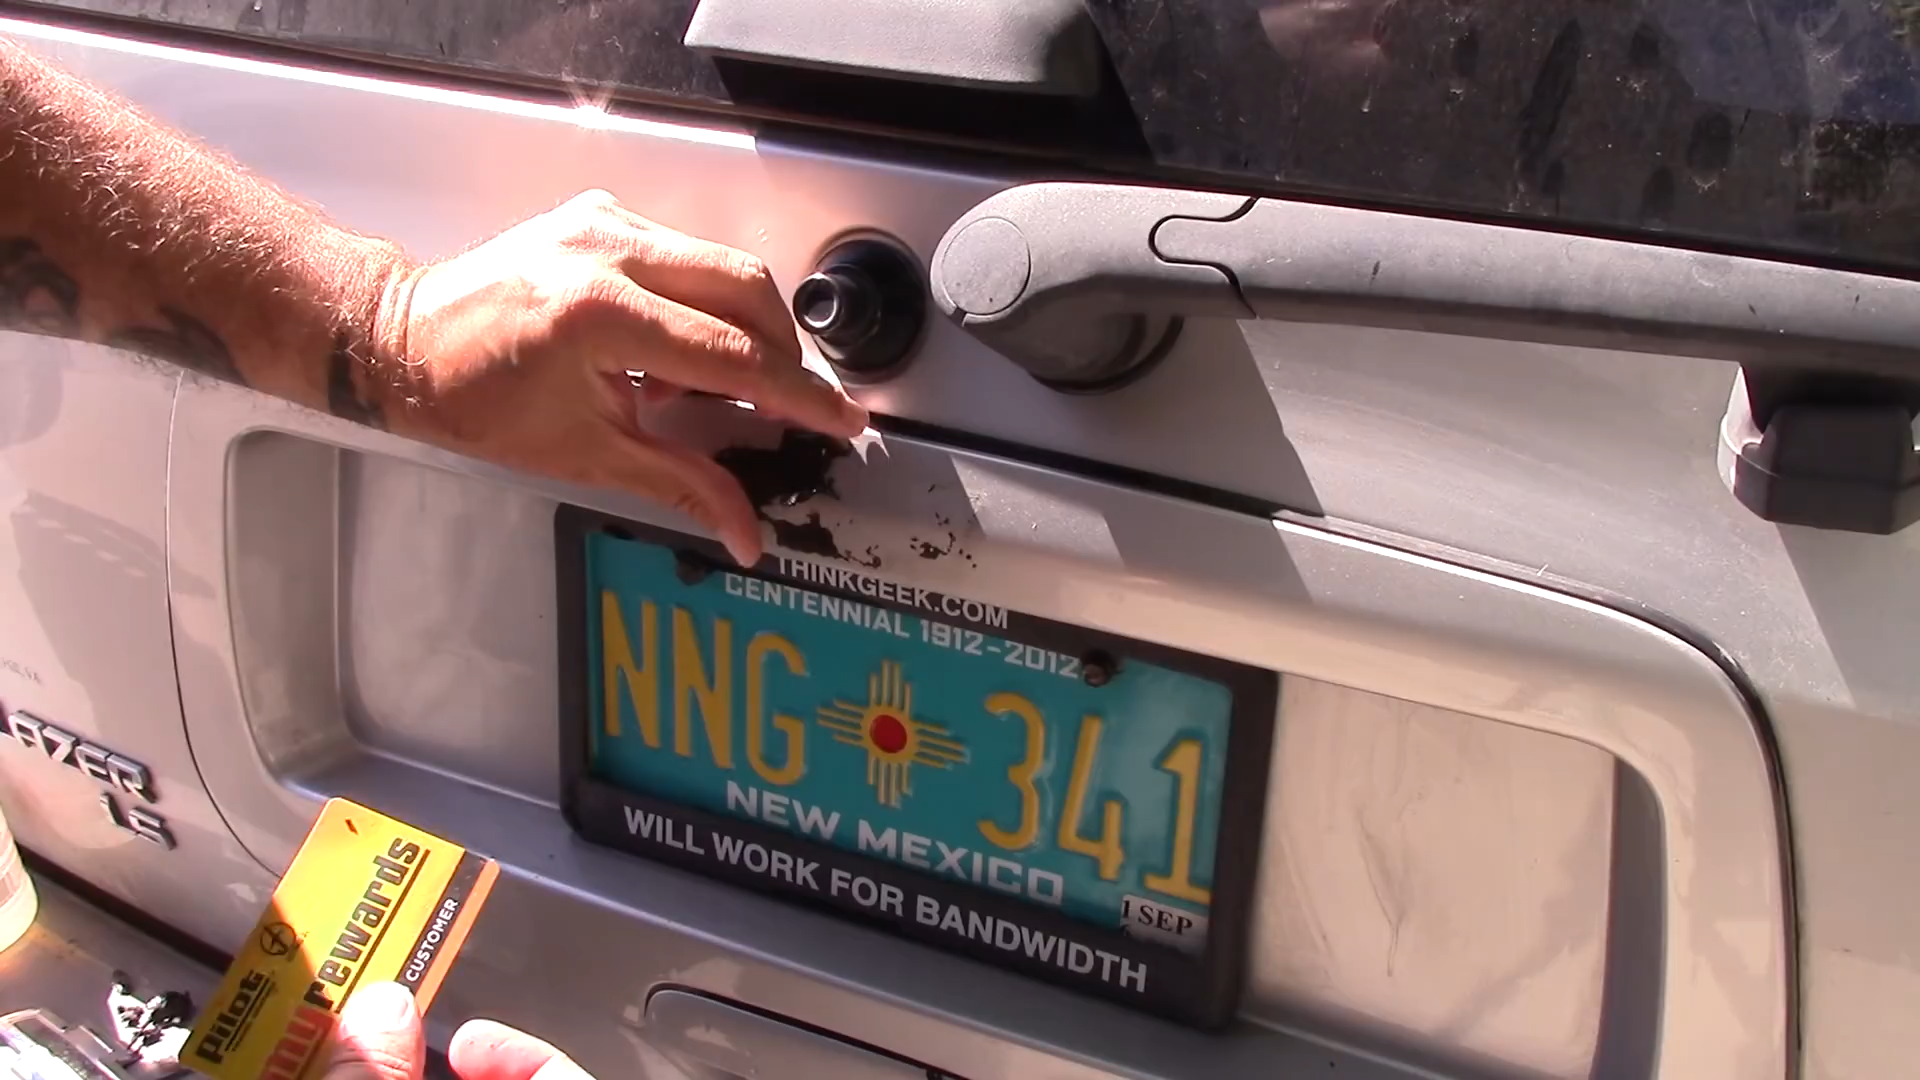 THINKGEEK.COM
CENTENNIAL 1912-2012
NNG 341
NEW MEXICO
1 SEP
WILL WORK FOR BANDWIDTH
AZER
LS
Pilot
myrewards
CUSTOMER